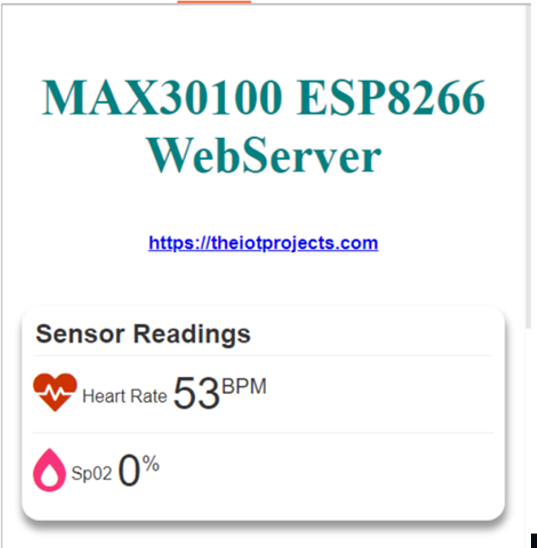 MAX30100 ESP8266
WebServer
https://theiotprojects.com
Sensor Readings
Heart Rate 53BPM
Sp02 0%